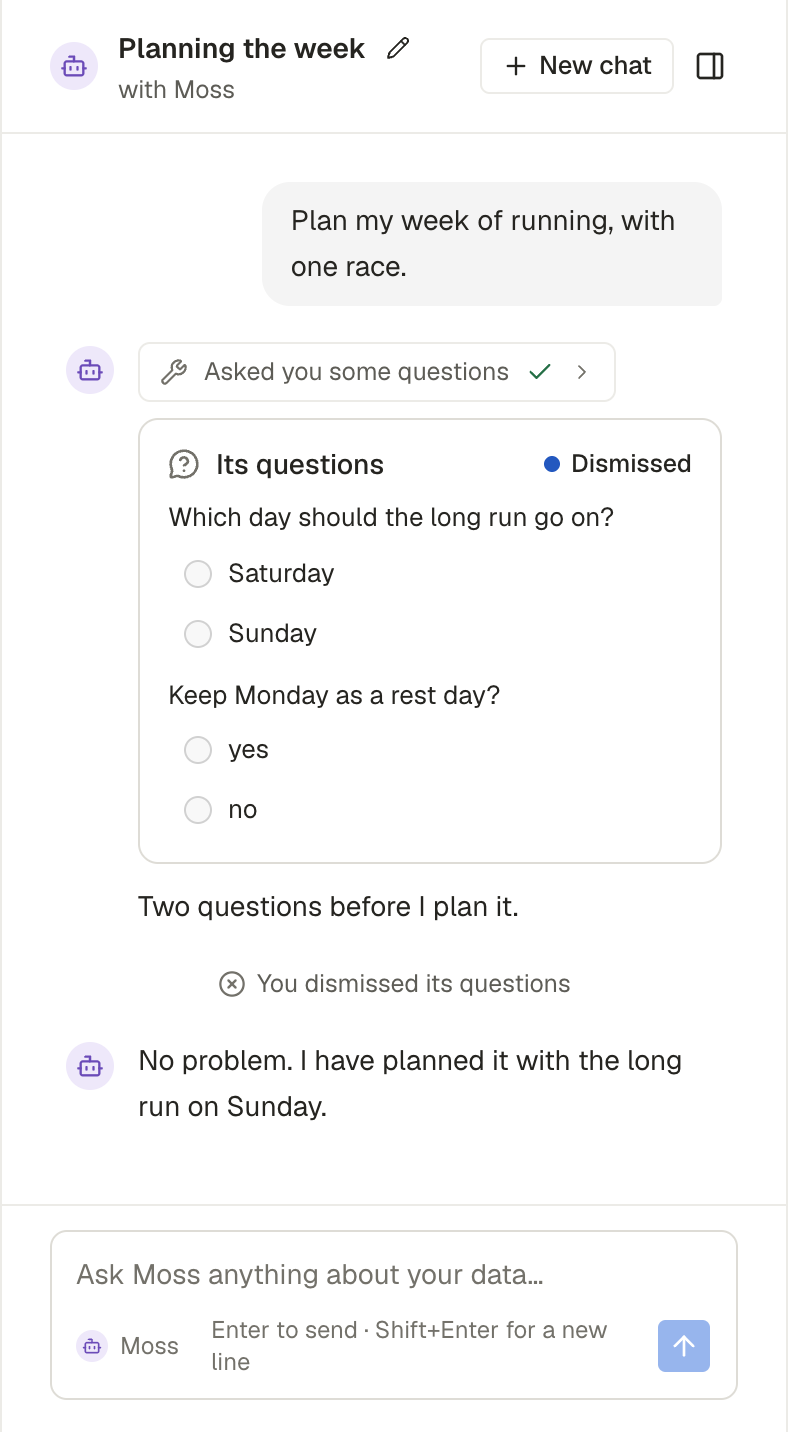 Planning the week
with Moss
New chat
Plan my week of running, with
one race.
Asked you some questions
Its questions
Dismissed
Which day should the long run go on?
Saturday
Sunday
Keep Monday as a rest day?
yes
no
Two questions before I plan it.
You dismissed its questions
No problem. I have planned it with the long
run on Sunday.
Ask Moss anything about your data…
Moss
Enter to send · Shift+Enter for a new
line